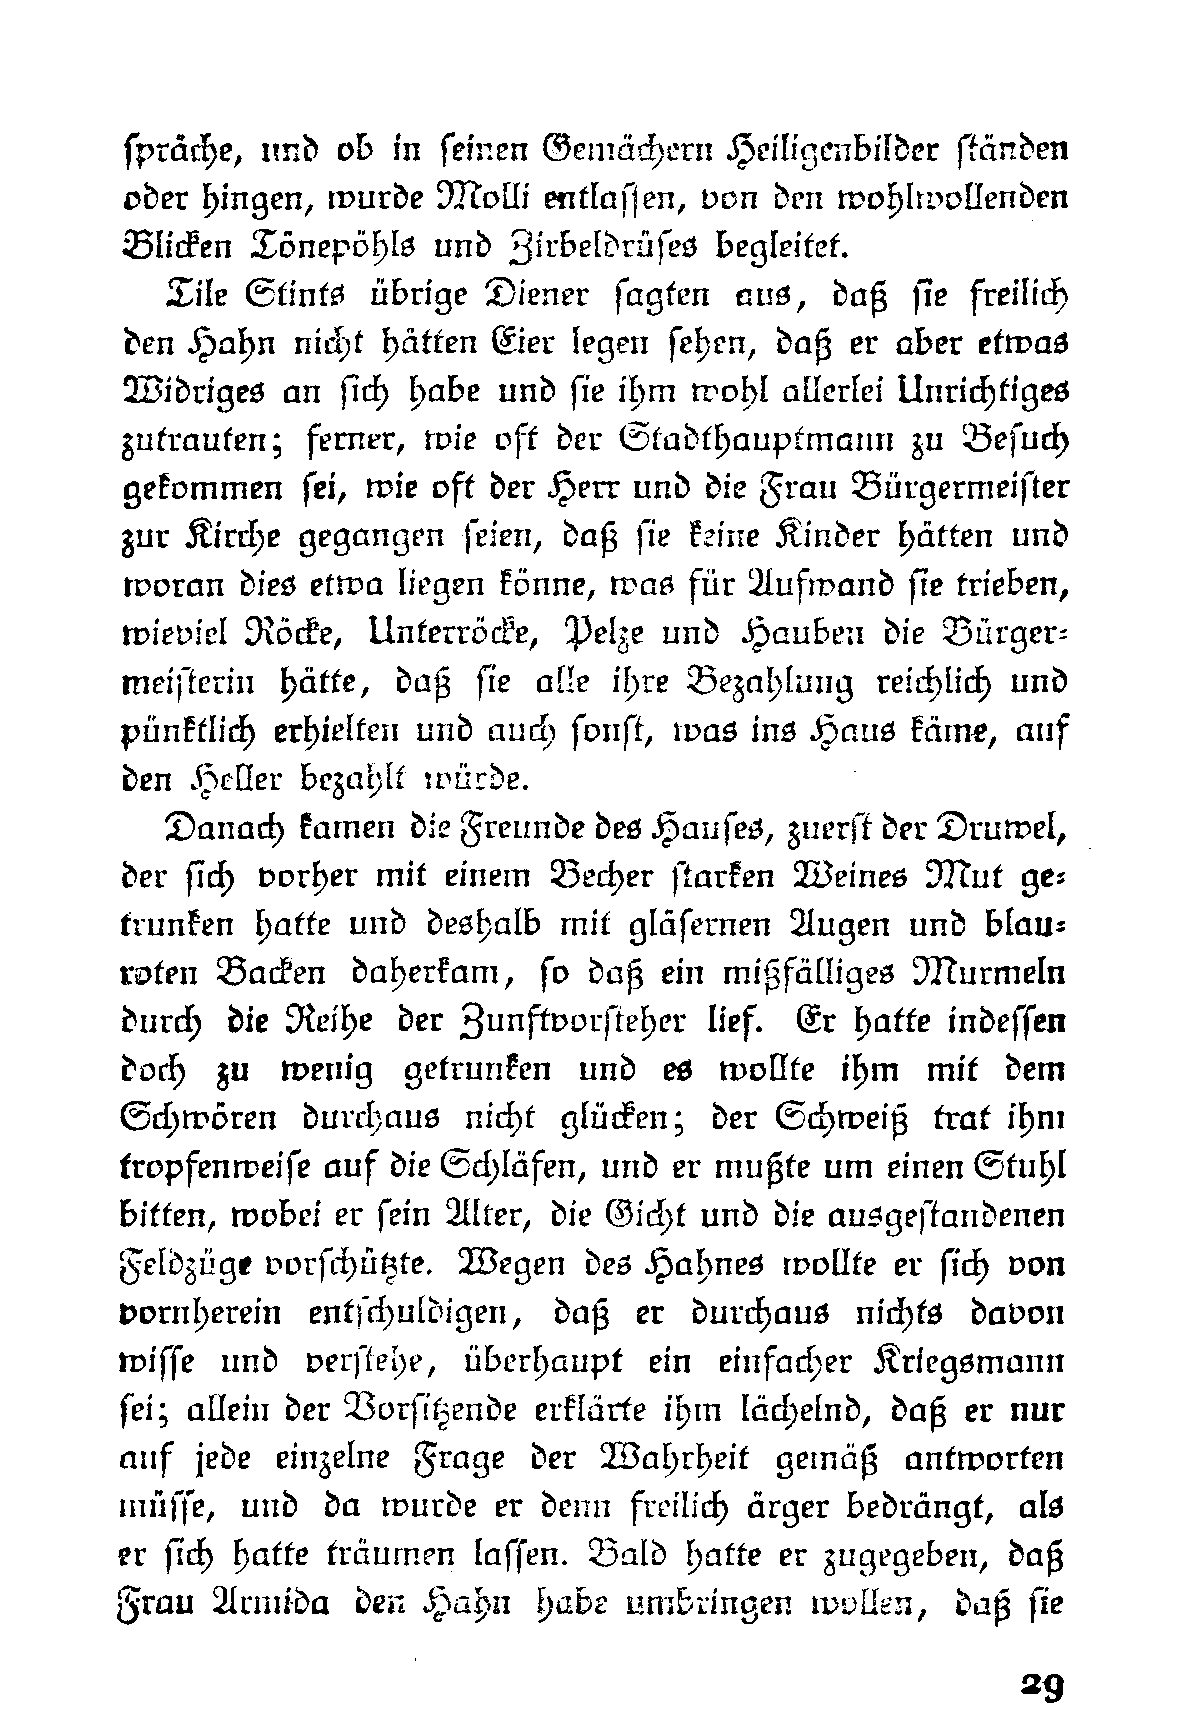 spräche, und ob in seinen Gemächern Heiligenbilder ständen
oder hingen, wurde Molli entlassen, von den wohlwollenden
Blicken Tönepöhls und Zirbeldrüses begleitet.
Tile Stints übrige Diener sagten aus, daß sie freilich
den Hahn nicht hätten Eier legen sehen, daß er aber etwas
Widriges an sich habe und sie ihm wohl allerlei Unrichtiges
zutrauten; ferner, wie oft der Stadthauptmann zu Besuch
gekommen sei, wie oft der Herr und die Frau Bürgermeister
zur Kirche gegangen seien, daß sie keine Kinder hätten und
woran dies etwa liegen könne, was für Aufwand sie trieben,
wieviel Röcke, Unterröcke, Pelze und Hauben die Bürger-
meisterin hätte, daß sie alle ihre Bezahlung reichlich und
pünktlich erhielten und auch sonst, was ins Haus käme, auf
den Heller bezahlt würde.
Danach kamen die Freunde des Hauses, zuerst der Druwel,
der sich vorher mit einem Becher starken Weines Mut ge-
trunken hatte und deshalb mit gläsernen Augen und blau-
roten Backen daherkam, so daß ein mißfälliges Murmeln
durch die Reihe der Zunftvorsteher lief. Er hatte indessen
doch zu wenig getrunken und es wollte ihm mit dem
Schwören durchaus nicht glücken; der Schweiß trat ihm
tropfenweise auf die Schläfen, und er mußte um einen Stuhl
bitten, wobei er sein Alter, die Gicht und die ausgestandenen
Feldzüge vorschützte. Wegen des Hahnes wollte er sich von
vornherein entschuldigen, daß er durchaus nichts davon
wisse und verstehe, überhaupt ein einfacher Kriegsmann
sei; allein der Vorsitzende erklärte ihm lächelnd, daß er nur
auf jede einzelne Frage der Wahrheit gemäß antworten
müsse, und da wurde er denn freilich ärger bedrängt, als
er sich hatte träumen lassen. Bald hatte er zugegeben, daß
Frau Armida den Hahn habe umbringen wollen, daß sie
29